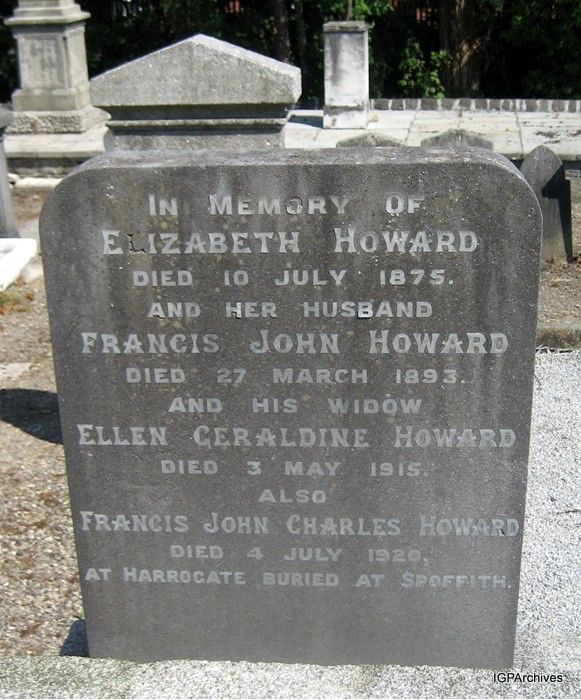 In Memory Of
Elizabeth Howard
died 10 July 1875.
and her husband
Francis John Howard
died 27 March 1893.
and his widow
Ellen Geraldine Howard
died 3 May 1915.
also
Francis John Charles Howard
died 4 July 1920,
at Harrogate buried at Spoffith.
IGPArchives